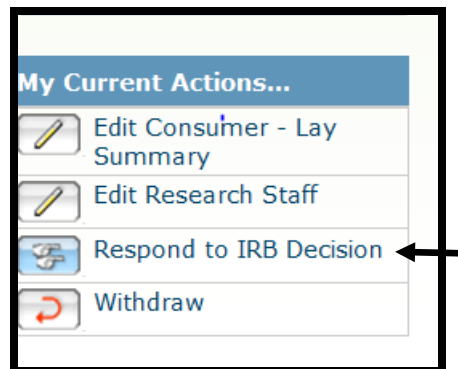 My Current Actions...
Edit Consumer - Lay
Summary
Edit Research Staff
Respond to IRB Decision
Withdraw